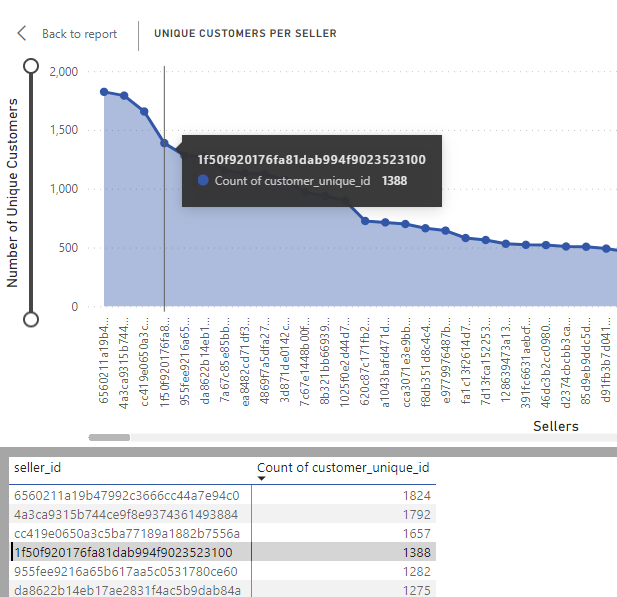 Back to report
UNIQUE CUSTOMERS PER SELLER
Number of Unique Customers
2,000
1,500
1,000
500
0
1f50f920176fa81dab994f9023523100
Count of customer_unique_id 1388
6560211a19b4...
4a3ca9315b744...
cc419e0650a3c...
1f50f920176fa8...
955fee9216a65...
da8622b14eb1...
7a67c85e85bb...
ea8482cd71df3...
4869f7a5dfa27...
3d871de0142c...
7c67e1448b00f...
8b321bb66939...
1025f0e2d44d7...
620c87c171fb2...
a1043bafd471d...
cca3071e3e9bb...
f8db351d8c4c4...
e9779976487b...
fa1c13f2614d7...
7d13fca152253...
128639473a13...
391fc6631aebf...
46dc3b2cc0980...
d2374cbcbb3ca...
85d9eb9ddc5d...
d91fb3b7d041...
Sellers
seller_id Count of customer_unique_id
6560211a19b47992c3666cc44a7e94c0 1824
4a3ca9315b744ce9f8e9374361493884 1792
cc419e0650a3c5ba77189a1882b7556a 1657
1f50f920176fa81dab994f9023523100 1388
955fee9216a65b617aa5c0531780ce60 1282
da8622b14eb17ae2831f4ac5b9dab84a 1275